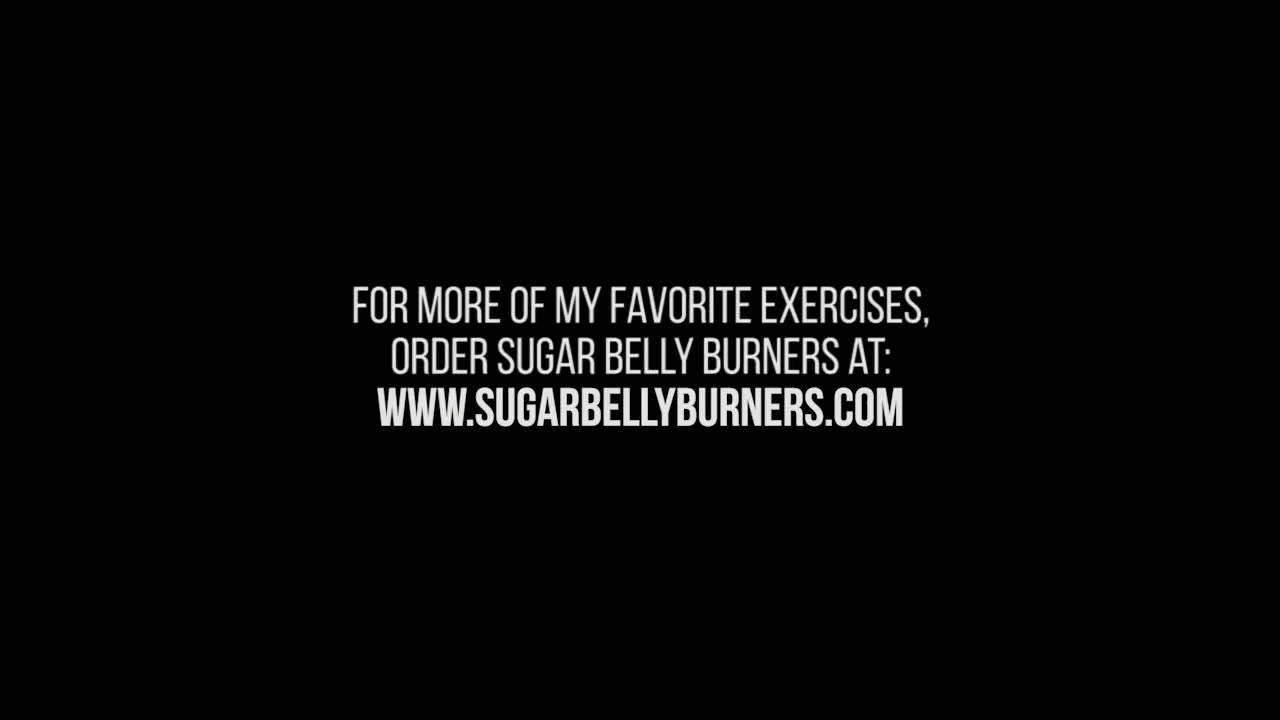 FOR MORE OF MY FAVORITE EXERCISES,
ORDER SUGAR BELLY BURNERS AT:
WWW.SUGARBELLYBURNERS.COM